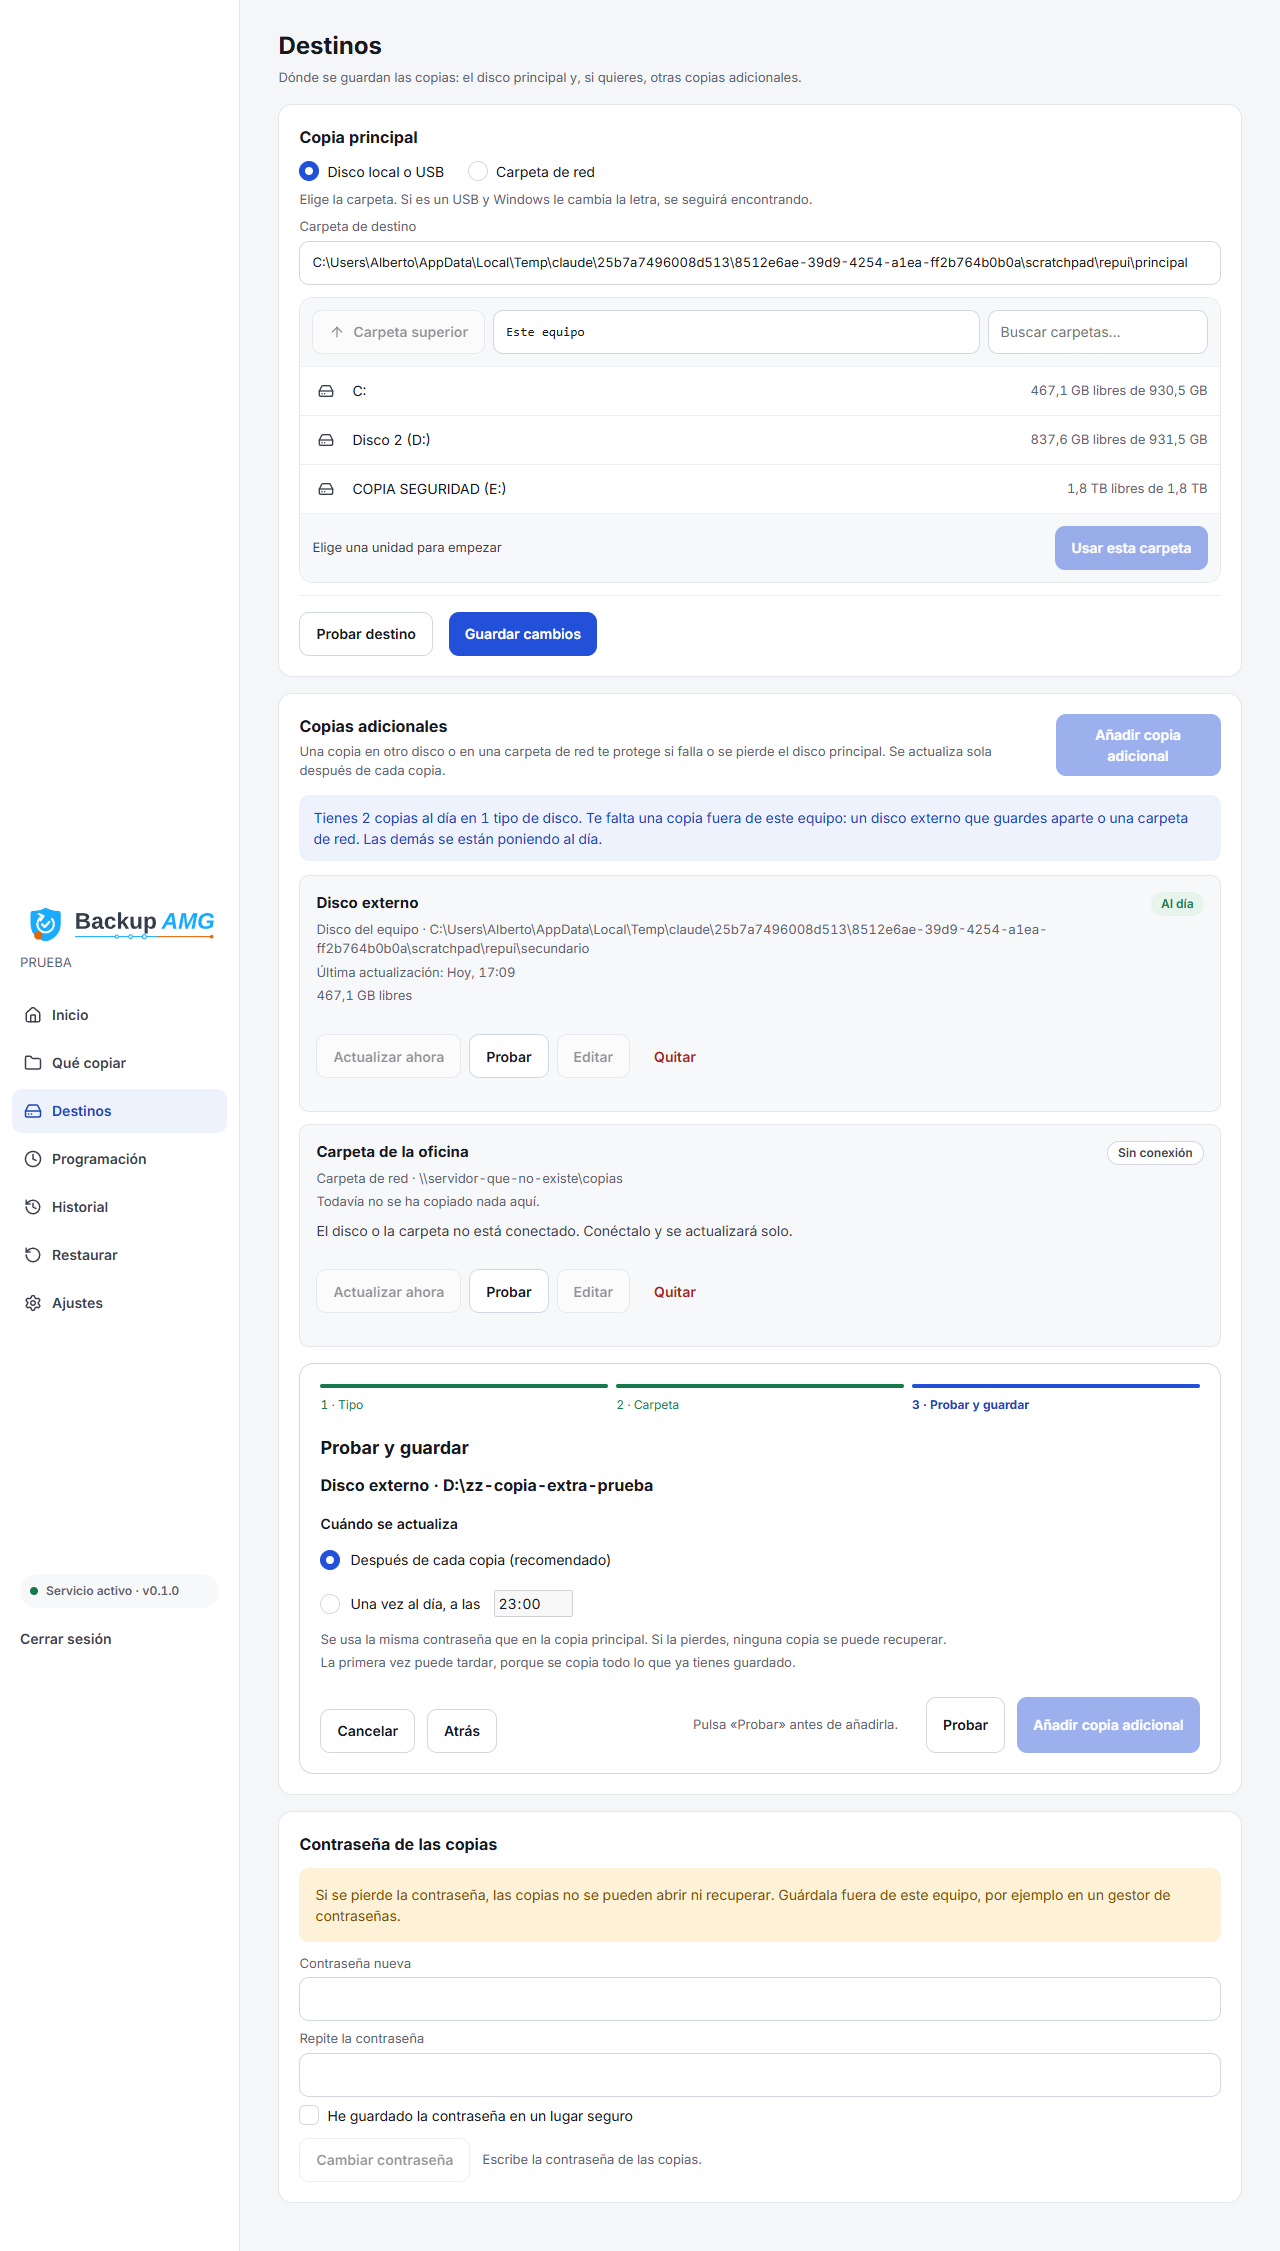 Destinos
Dónde se guardan las copias: el disco principal y, si quieres, otras copias adicionales.
Copia principal
Disco local o USB
Carpeta de red
Elige la carpeta. Si es un USB y Windows le cambia la letra, se seguirá encontrando.
Carpeta de destino
C:\Users\Alberto\AppData\Local\Temp\claude\25b7a7496008d513\8512e6ae-39d9-4254-a1ea-ff2b764b0b0a\scratchpad\repui\principal
Carpeta superior
Este equipo
Buscar carpetas...
C:
467,1 GB libres de 930,5 GB
Disco 2 (D:)
837,6 GB libres de 931,5 GB
COPIA SEGURIDAD (E:)
1,8 TB libres de 1,8 TB
Elige una unidad para empezar
Usar esta carpeta
Probar destino
Guardar cambios
Copias adicionales
Una copia en otro disco o en una carpeta de red te protege si falla o se pierde el disco principal. Se actualiza sola
después de cada copia.
Añadir copia
adicional
Tienes 2 copias al día en 1 tipo de disco. Te falta una copia fuera de este equipo: un disco externo que guardes aparte o una carpeta
de red. Las demás se están poniendo al día.
Disco externo
Al día
Disco del equipo · C:\Users\Alberto\AppData\Local\Temp\claude\25b7a7496008d513\8512e6ae-39d9-4254-a1ea-
ff2b764b0b0a\scratchpad\repui\secundario
Última actualización: Hoy, 17:09
467,1 GB libres
Actualizar ahora
Probar
Editar
Quitar
Carpeta de la oficina
Sin conexión
Carpeta de red · \\servidor-que-no-existe\copias
Todavía no se ha copiado nada aquí.
El disco o la carpeta no está conectado. Conéctalo y se actualizará solo.
Actualizar ahora
Probar
Editar
Quitar
1 · Tipo
2 · Carpeta
3 · Probar y guardar
Probar y guardar
Disco externo · D:\zz-copia-extra-prueba
Cuándo se actualiza
Después de cada copia (recomendado)
Una vez al día, a las
23:00
Se usa la misma contraseña que en la copia principal. Si la pierdes, ninguna copia se puede recuperar.
La primera vez puede tardar, porque se copia todo lo que ya tienes guardado.
Cancelar
Atrás
Pulsa «Probar» antes de añadirla.
Probar
Añadir copia adicional
Contraseña de las copias
Si se pierde la contraseña, las copias no se pueden abrir ni recuperar. Guárdala fuera de este equipo, por ejemplo en un gestor de
contraseñas.
Contraseña nueva
Repite la contraseña
He guardado la contraseña en un lugar seguro
Cambiar contraseña
Escribe la contraseña de las copias.
Backup AMG
PRUEBA
Inicio
Qué copiar
Destinos
Programación
Historial
Restaurar
Ajustes
Servicio activo · v0.1.0
Cerrar sesión